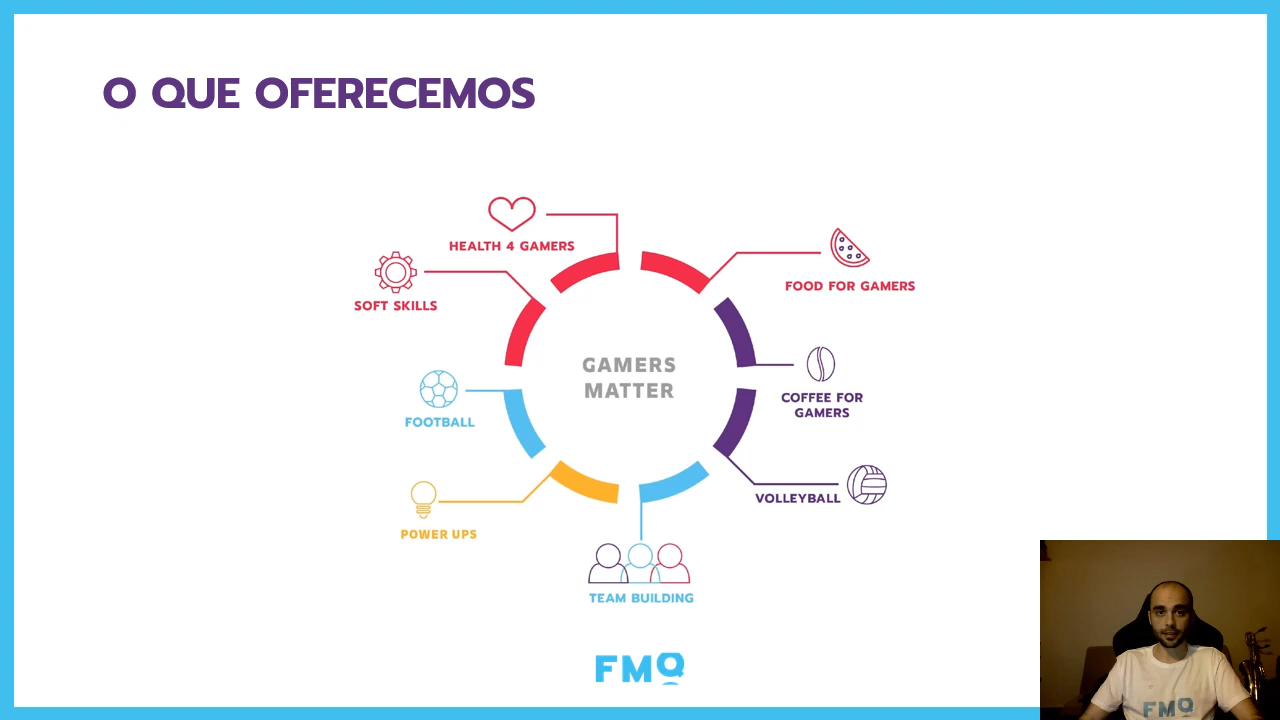 O QUE OFERECEMOS
HEALTH 4 GAMERS
SOFT SKILLS
FOOD FOR GAMERS
GAMERS
MATTER
COFFEE FOR
GAMERS
FOOTBALL
VOLLEYBALL
POWER UPS
TEAM BUILDING
FMQ
FMQ